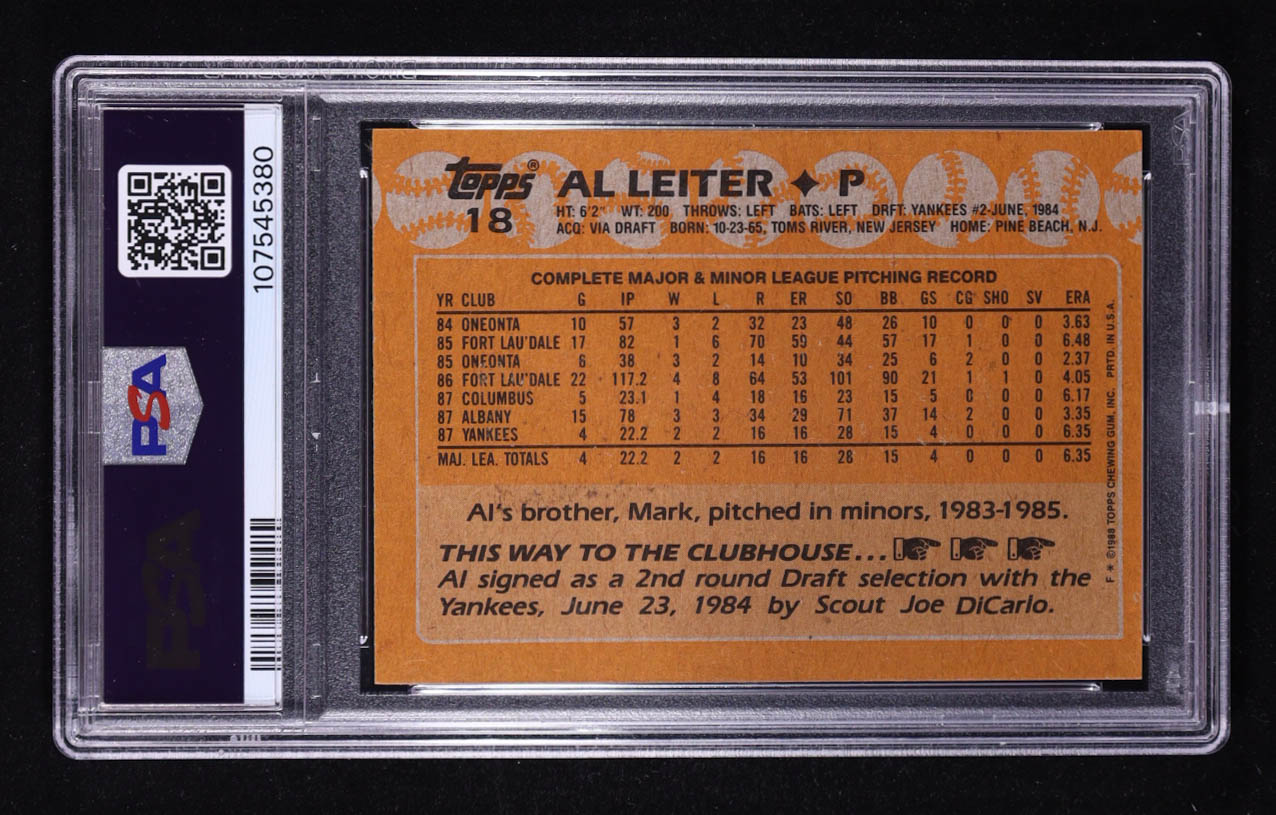 PSA
107545380
PSA
topps® AL LEITER ✦ P
18
HT: 6'2" WT: 200 THROWS: LEFT BATS: LEFT DRFT: YANKEES #2-JUNE, 1984
ACQ: VIA DRAFT BORN: 10-23-65, TOMS RIVER, NEW JERSEY HOME: PINE BEACH, N.J.
COMPLETE MAJOR & MINOR LEAGUE PITCHING RECORD
YR CLUB G IP W L R ER SO BB GS CG SHO SV ERA
84 ONEONTA 10 57 3 2 32 23 48 26 10 0 0 0 3.63
85 FORT LAU'DALE 17 82 1 6 70 59 44 57 17 1 0 0 6.48
85 ONEONTA 6 38 3 2 14 10 34 25 6 2 0 0 2.37
86 FORT LAU'DALE 22 117.2 4 8 64 53 101 90 21 1 1 0 4.05
87 COLUMBUS 5 23.1 1 4 18 16 23 15 5 0 0 0 6.17
87 ALBANY 15 78 3 3 34 29 71 37 14 2 0 0 3.35
87 YANKEES 4 22.2 2 2 16 16 28 15 4 0 0 0 6.35
MAJ. LEA. TOTALS 4 22.2 2 2 16 16 28 15 4 0 0 0 6.35
Al's brother, Mark, pitched in minors, 1983-1985.
THIS WAY TO THE CLUBHOUSE...
Al signed as a 2nd round Draft selection with the
Yankees, June 23, 1984 by Scout Joe DiCarlo.
F * ©1988 TOPPS CHEWING GUM, INC. PRTD. IN U.S.A.